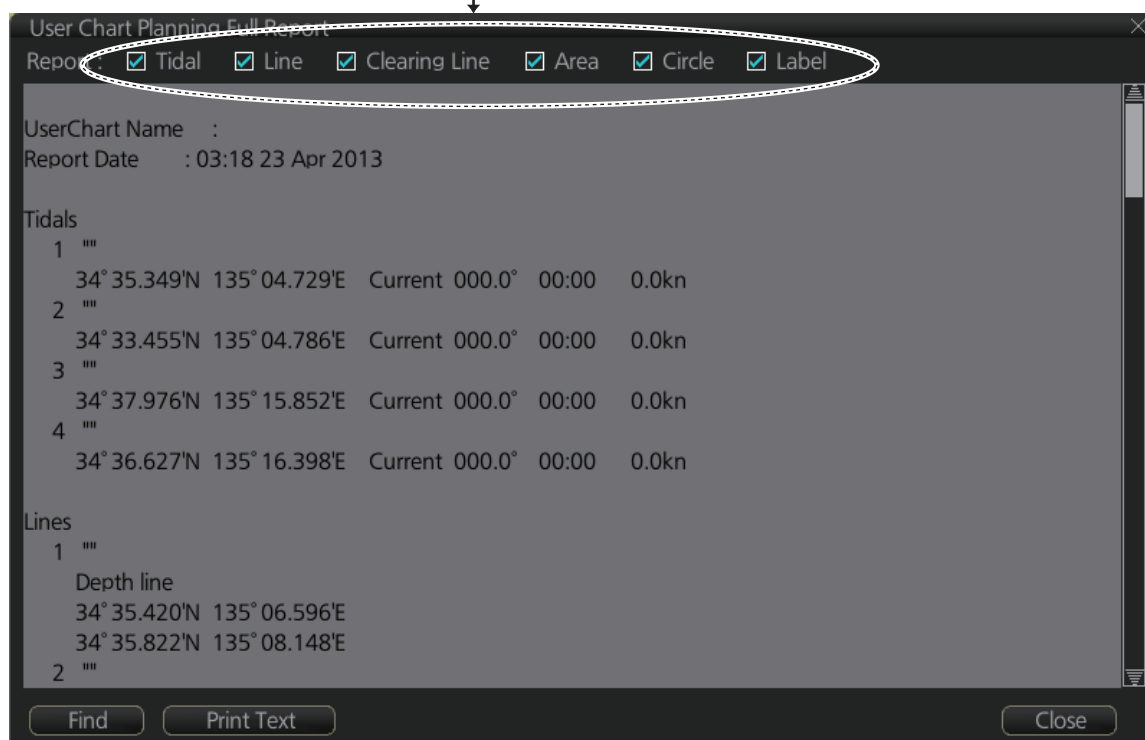 User Chart Planning Full Report
Report : Tidal Line Clearing Line Area Circle Label
UserChart Name :
Report Date : 03:18 23 Apr 2013
Tidals
1 ""
34°35.349'N 135°04.729'E Current 000.0° 00:00 0.0kn
2 ""
34°33.455'N 135°04.786'E Current 000.0° 00:00 0.0kn
3 ""
34°37.976'N 135°15.852'E Current 000.0° 00:00 0.0kn
4 ""
34°36.627'N 135°16.398'E Current 000.0° 00:00 0.0kn
Lines
1 ""
Depth line
34°35.420'N 135°06.596'E
34°35.822'N 135°08.148'E
2 ""
Find Print Text Close